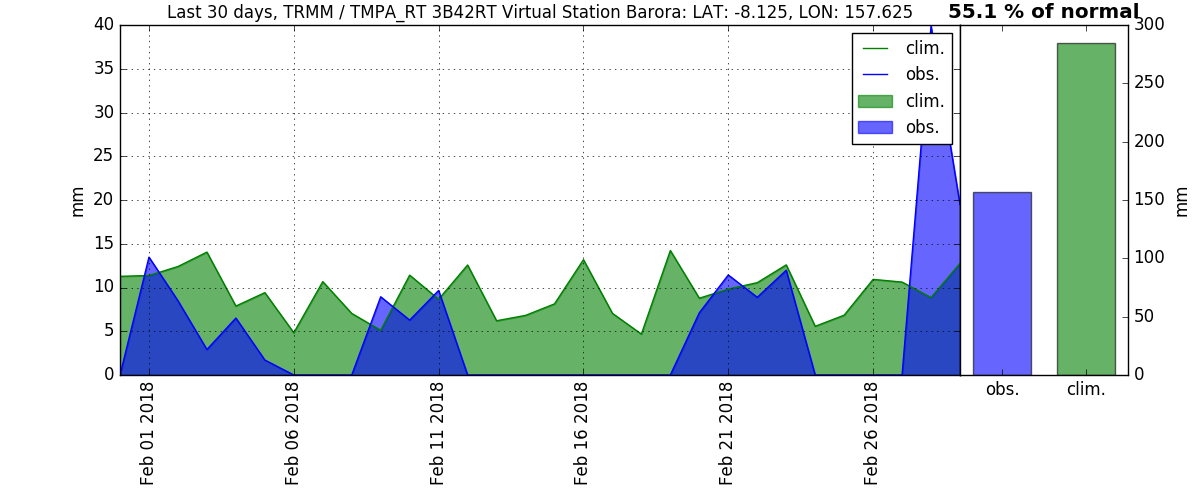 Last 30 days, TRMM / TMPA_RT 3B42RT Virtual Station Barora: LAT: -8.125, LON: 157.625
55.1 % of normal
40
35
30
25
20
15
10
5
0
mm
clim.
obs.
clim.
obs.
300
250
200
150
100
50
0
mm
Feb 01 2018
Feb 06 2018
Feb 11 2018
Feb 16 2018
Feb 21 2018
Feb 26 2018
obs.
clim.